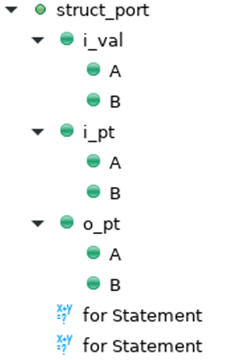 struct_port
i_val
A
B
i_pt
A
B
o_pt
A
B
x+y
=?
for Statement
x+y
=?
for Statement